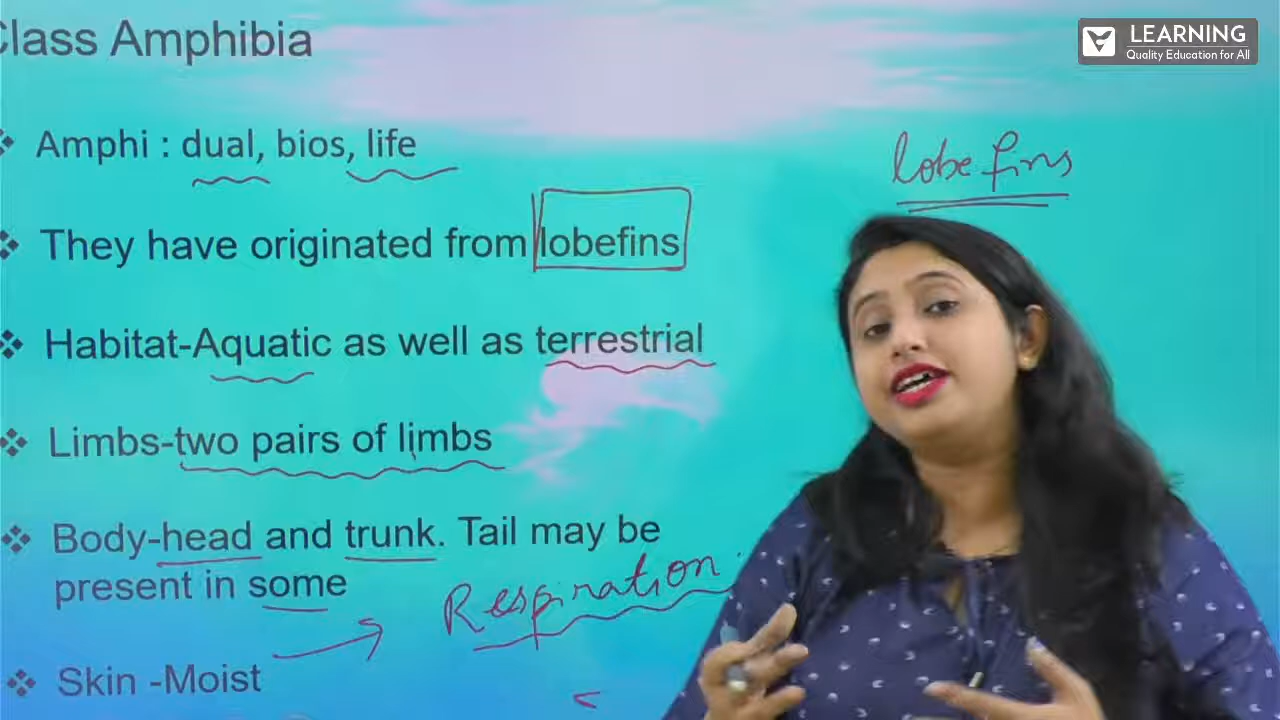 Class Amphibia
LEARNING
Quality Education for All
Amphi : dual, bios, life
lobe fins
They have originated from lobefins
Habitat-Aquatic as well as terrestrial
Limbs-two pairs of limbs
Body-head and trunk. Tail may be
present in some
Respiration
Skin -Moist